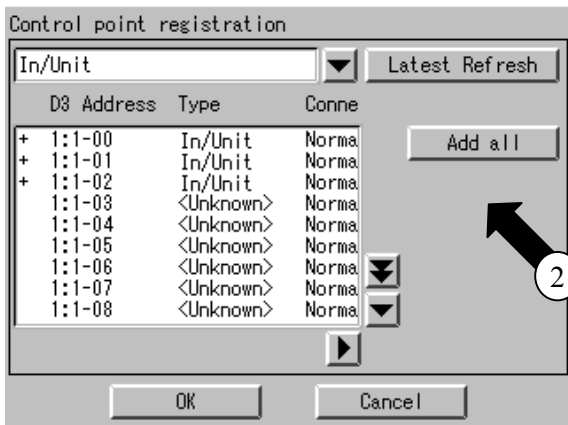 Control point registration
In/Unit Latest Refresh
D3 Address Type Conne
+ 1:1-00 In/Unit Norma
+ 1:1-01 In/Unit Norma
+ 1:1-02 In/Unit Norma
1:1-03 <Unknown> Norma
1:1-04 <Unknown> Norma
1:1-05 <Unknown> Norma
1:1-06 <Unknown> Norma
1:1-07 <Unknown> Norma
1:1-08 <Unknown> Norma
Add all
2
OK Cancel